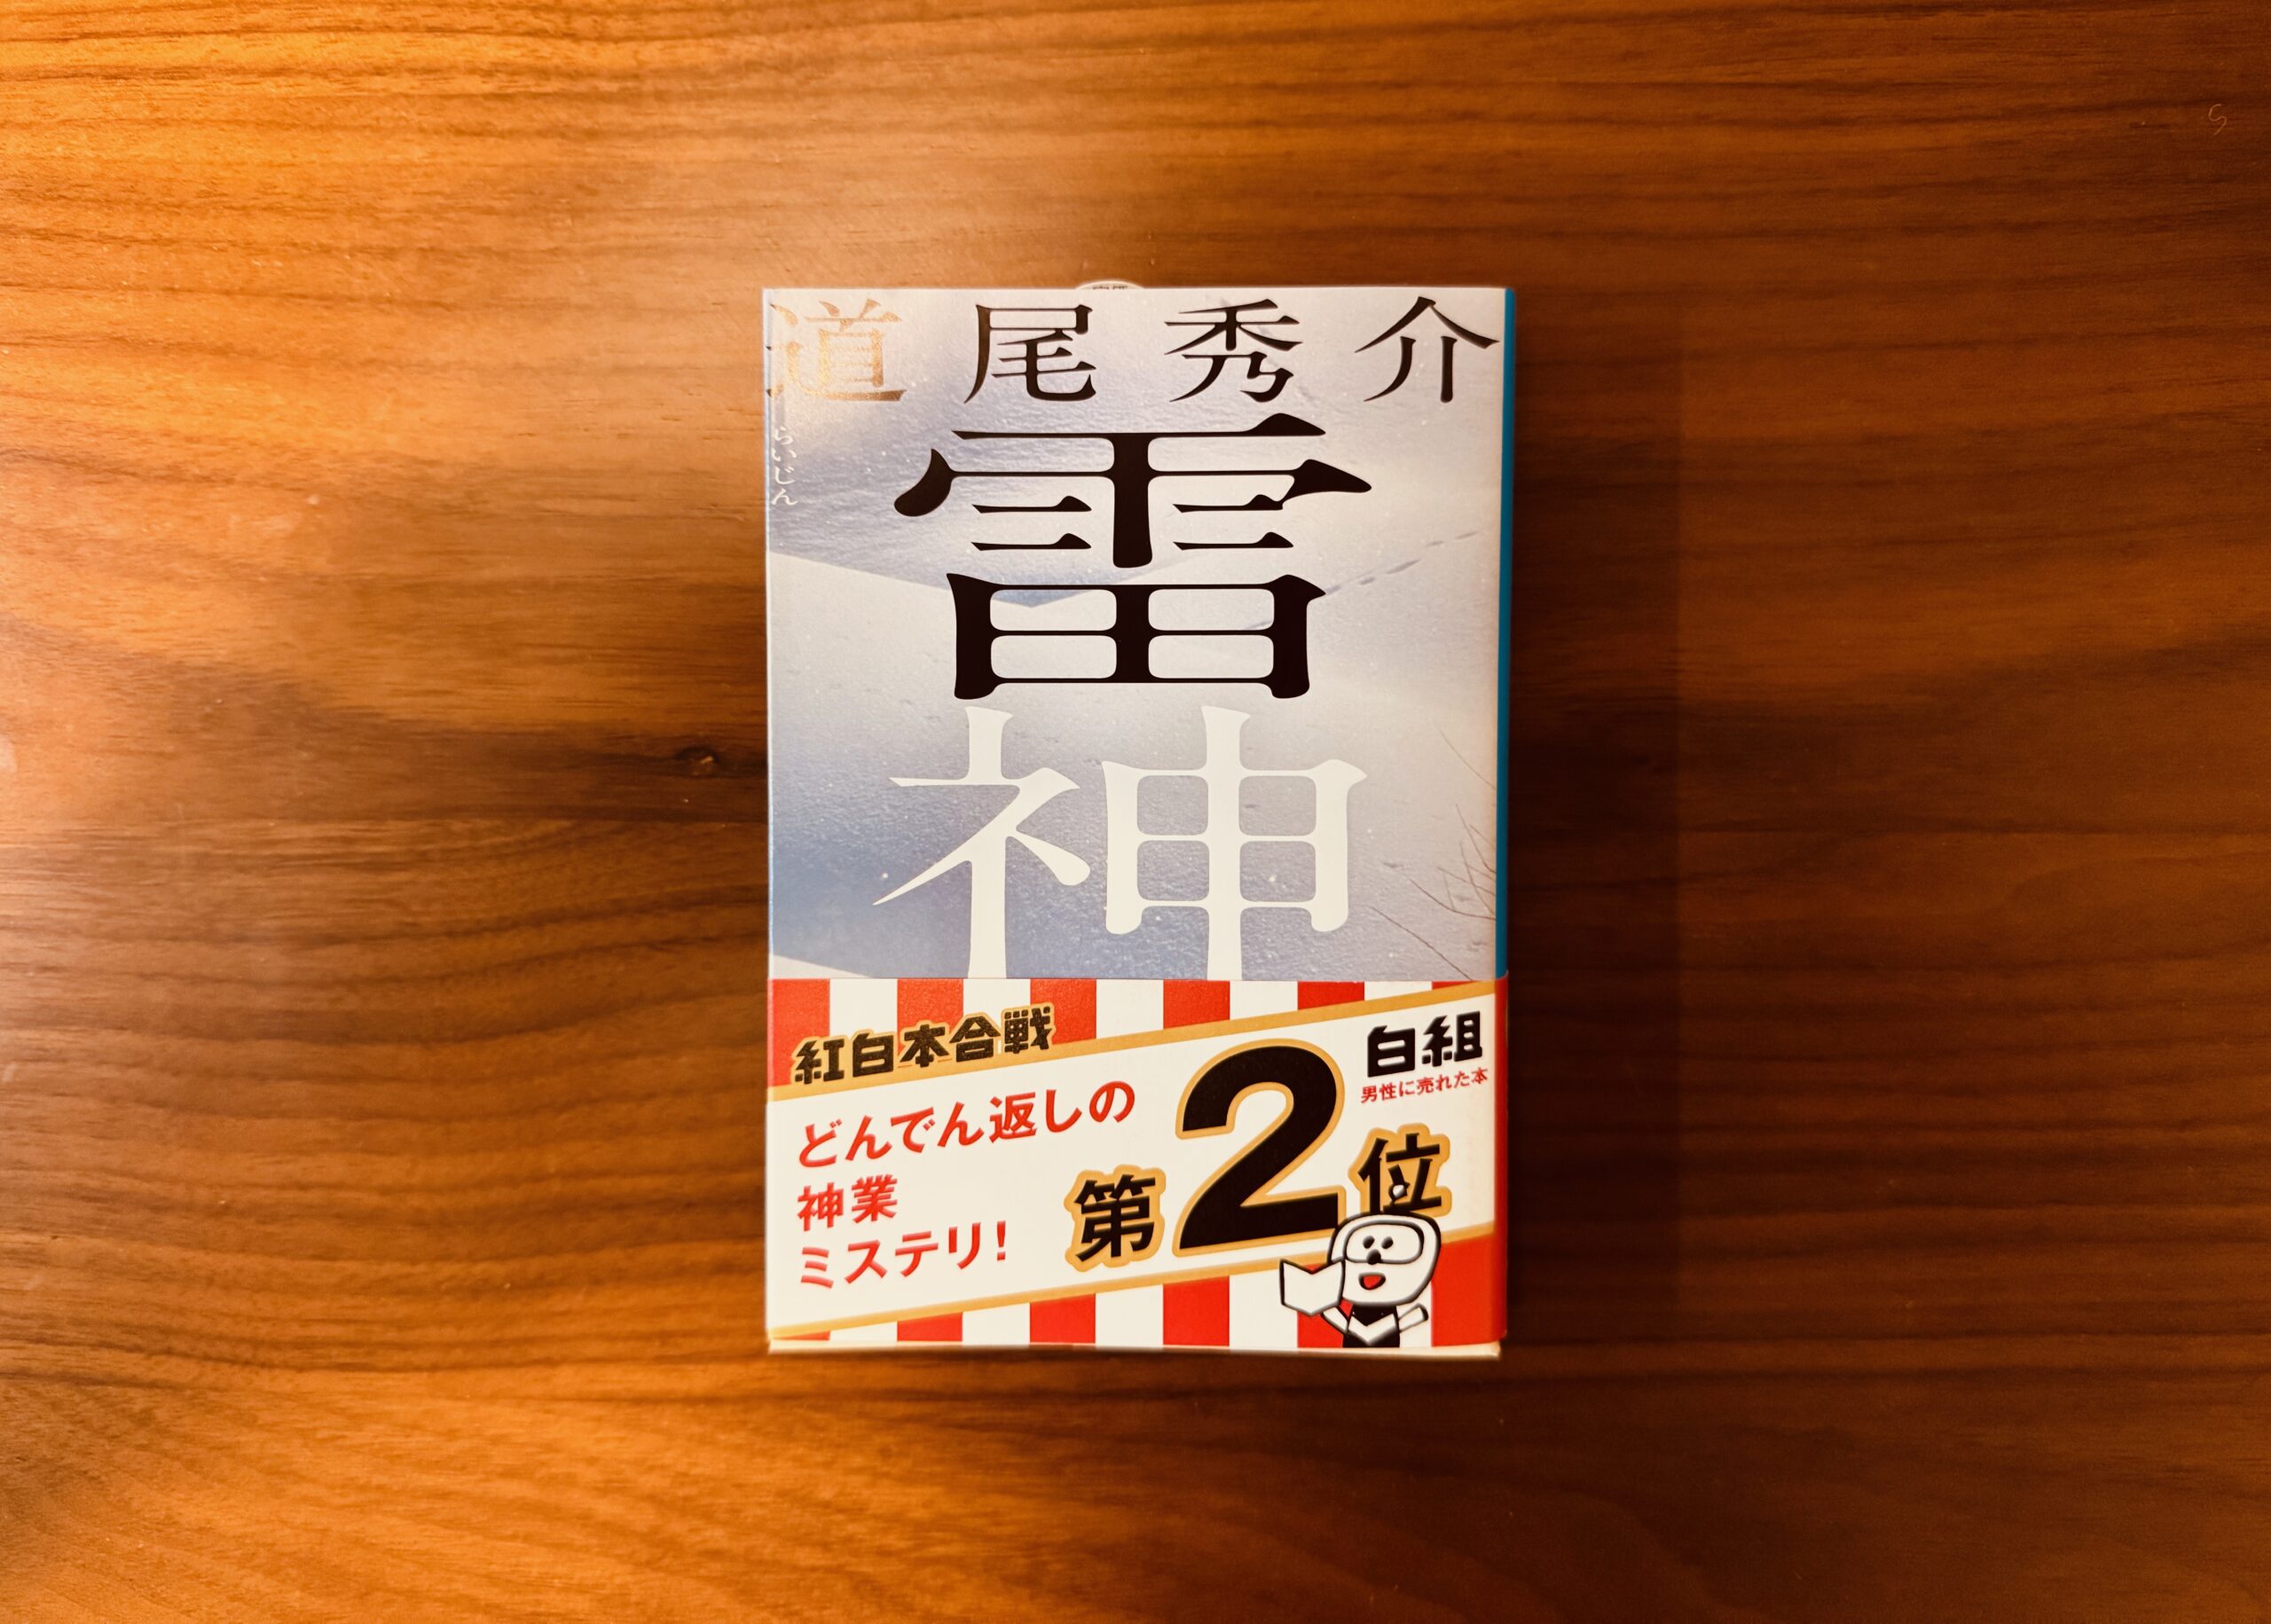 道尾秀介
らいじん
雷神
紅白本合戦
白組
男性に売れた本
どんでん返しの
神業
ミステリ!
第2位